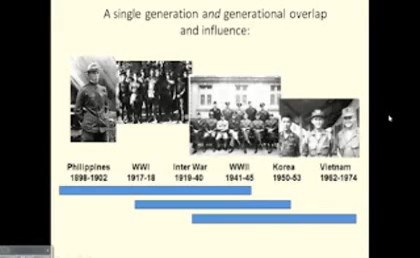 A single generation and generational overlap
and influence:
Philippines WWI Inter War WWII Korea Vietnam
1898-1902 1917-18 1919-40 1941-45 1950-53 1962-1974